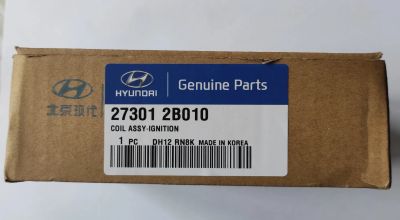 HYUNDAI
Genuine Parts
北京现代
27301 2B010
COIL ASSY-IGNITION
1 PC DH12 RN8K MADE IN KOREA